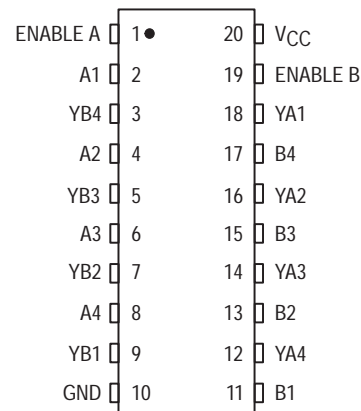 ENABLE A 1 20 VCC
A1 2 19 ENABLE B
YB4 3 18 YA1
A2 4 17 B4
YB3 5 16 YA2
A3 6 15 B3
YB2 7 14 YA3
A4 8 13 B2
YB1 9 12 YA4
GND 10 11 B1